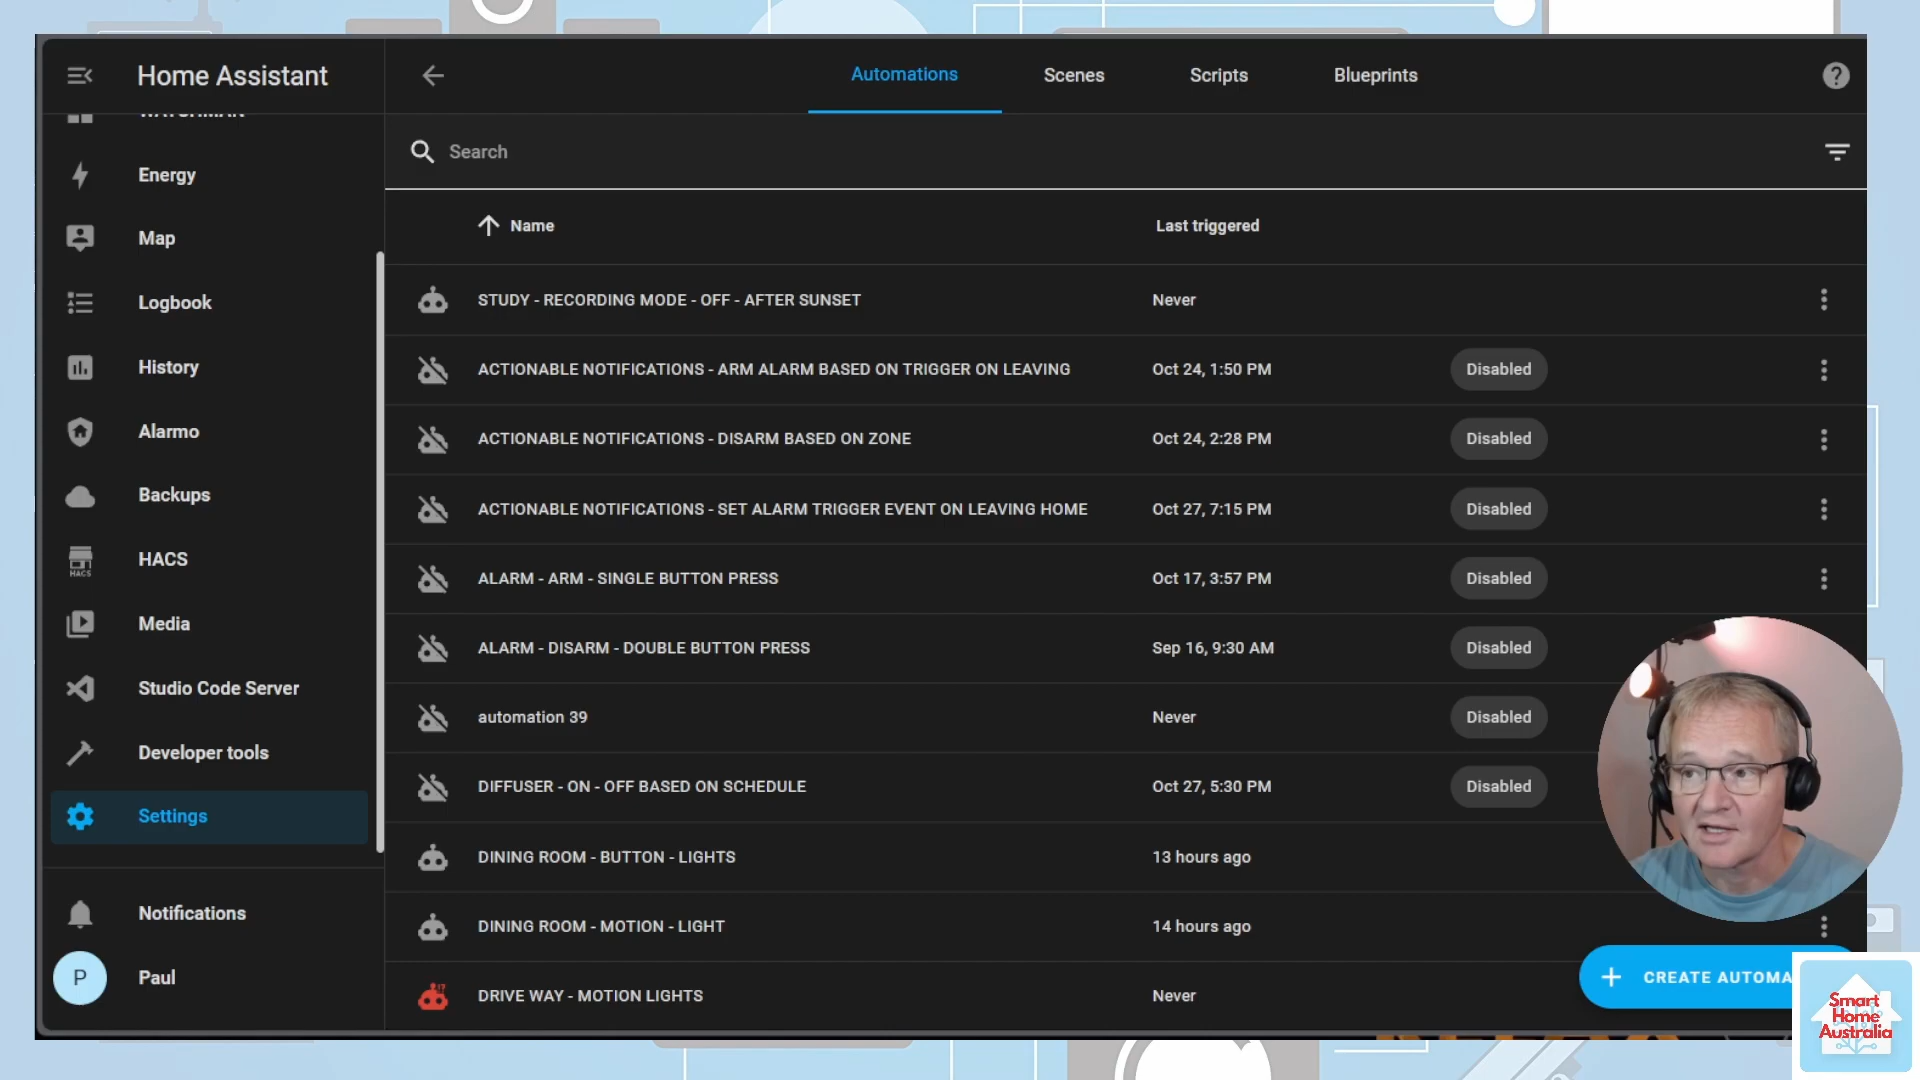 Home Assistant
Automations
Scenes
Scripts
Blueprints
WATCHMAN
Energy
Map
Logbook
History
Alarmo
Backups
HACS
HACS
Media
Studio Code Server
Developer tools
Settings
Notifications
P
Paul
Search
Name
Last triggered
STUDY - RECORDING MODE - OFF - AFTER SUNSET
Never
ACTIONABLE NOTIFICATIONS - ARM ALARM BASED ON TRIGGER ON LEAVING
Oct 24, 1:50 PM
Disabled
ACTIONABLE NOTIFICATIONS - DISARM BASED ON ZONE
Oct 24, 2:28 PM
Disabled
ACTIONABLE NOTIFICATIONS - SET ALARM TRIGGER EVENT ON LEAVING HOME
Oct 27, 7:15 PM
Disabled
ALARM - ARM - SINGLE BUTTON PRESS
Oct 17, 3:57 PM
Disabled
ALARM - DISARM - DOUBLE BUTTON PRESS
Sep 16, 9:30 AM
Disabled
automation 39
Never
Disabled
DIFFUSER - ON - OFF BASED ON SCHEDULE
Oct 27, 5:30 PM
Disabled
DINING ROOM - BUTTON - LIGHTS
13 hours ago
DINING ROOM - MOTION - LIGHT
14 hours ago
DRIVE WAY - MOTION LIGHTS
Never
CREATE AUTOMA
Smart
Home
Australia